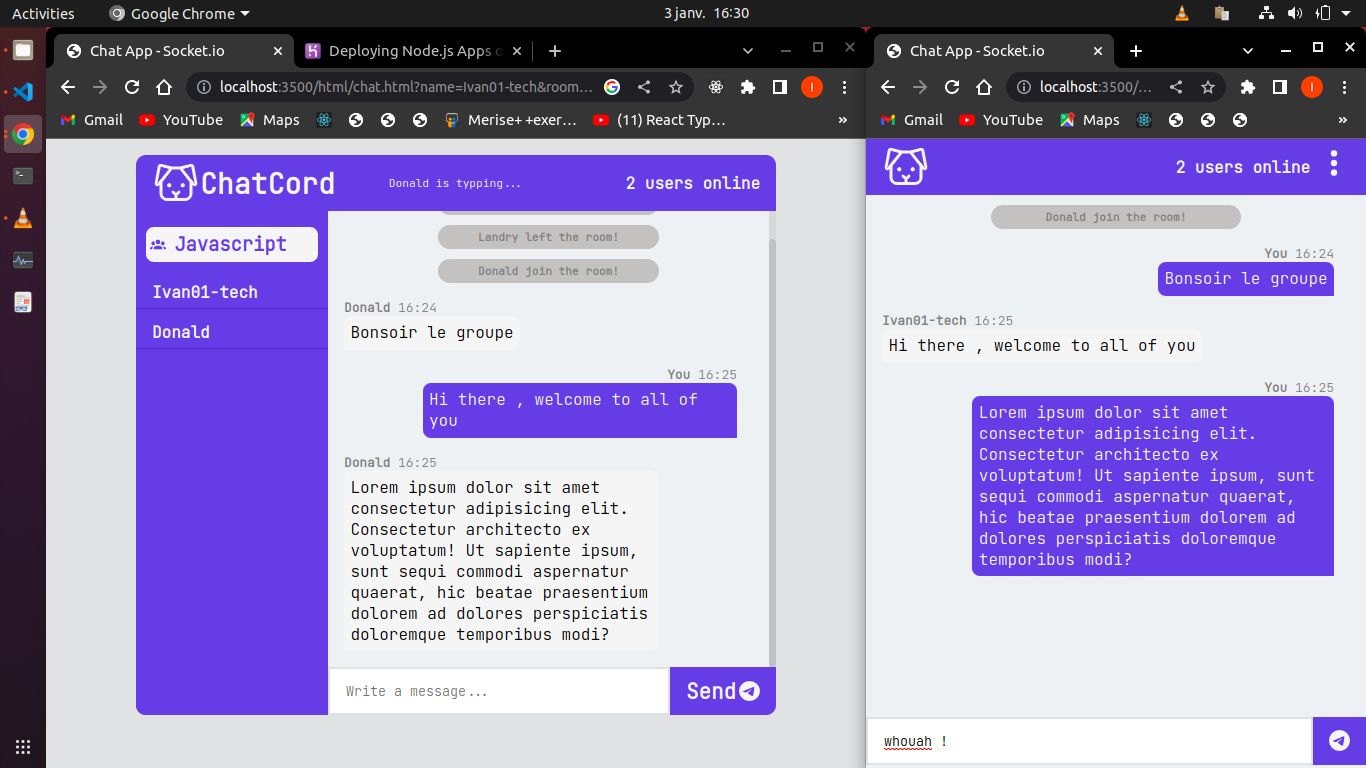 Activities Google Chrome 3 janv. 16:30
Chat App - Socket.io Deploying Node.js Apps o
localhost:3500/html/chat.html?name=Ivan01-tech&room… I
Gmail YouTube Maps Merise+ +exer… (11) React Typ… »
ChatCord Donald is typping... 2 users online
Javascript
Ivan01-tech
Donald
Landry left the room!
Donald join the room!
Donald 16:24
Bonsoir le groupe
You 16:25
Hi there , welcome to all of
you
Donald 16:25
Lorem ipsum dolor sit amet
consectetur adipisicing elit.
Consectetur architecto ex
voluptatum! Ut sapiente ipsum,
sunt sequi commodi aspernatur
quaerat, hic beatae praesentium
dolorem ad dolores perspiciatis
doloremque temporibus modi?
Write a message...
Send
Chat App - Socket.io
localhost:3500/… I
Gmail YouTube Maps »
2 users online
Donald join the room!
You 16:24
Bonsoir le groupe
Ivan01-tech 16:25
Hi there , welcome to all of you
You 16:25
Lorem ipsum dolor sit amet
consectetur adipisicing elit.
Consectetur architecto ex
voluptatum! Ut sapiente ipsum, sunt
sequi commodi aspernatur quaerat,
hic beatae praesentium dolorem ad
dolores perspiciatis doloremque
temporibus modi?
whouah !